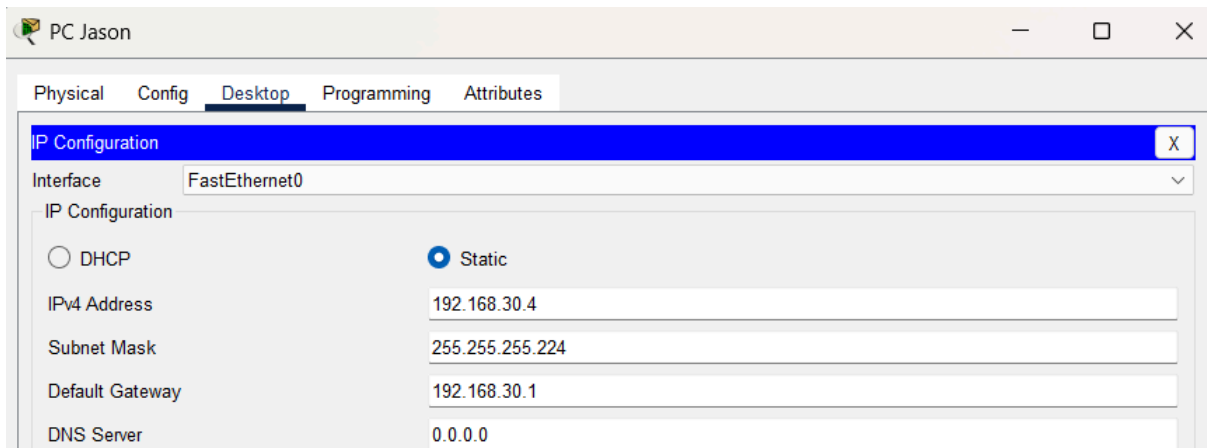 PC Jason
Physical Config Desktop Programming Attributes
IP Configuration X
Interface FastEthernet0
IP Configuration
DHCP Static
IPv4 Address 192.168.30.4
Subnet Mask 255.255.255.224
Default Gateway 192.168.30.1
DNS Server 0.0.0.0